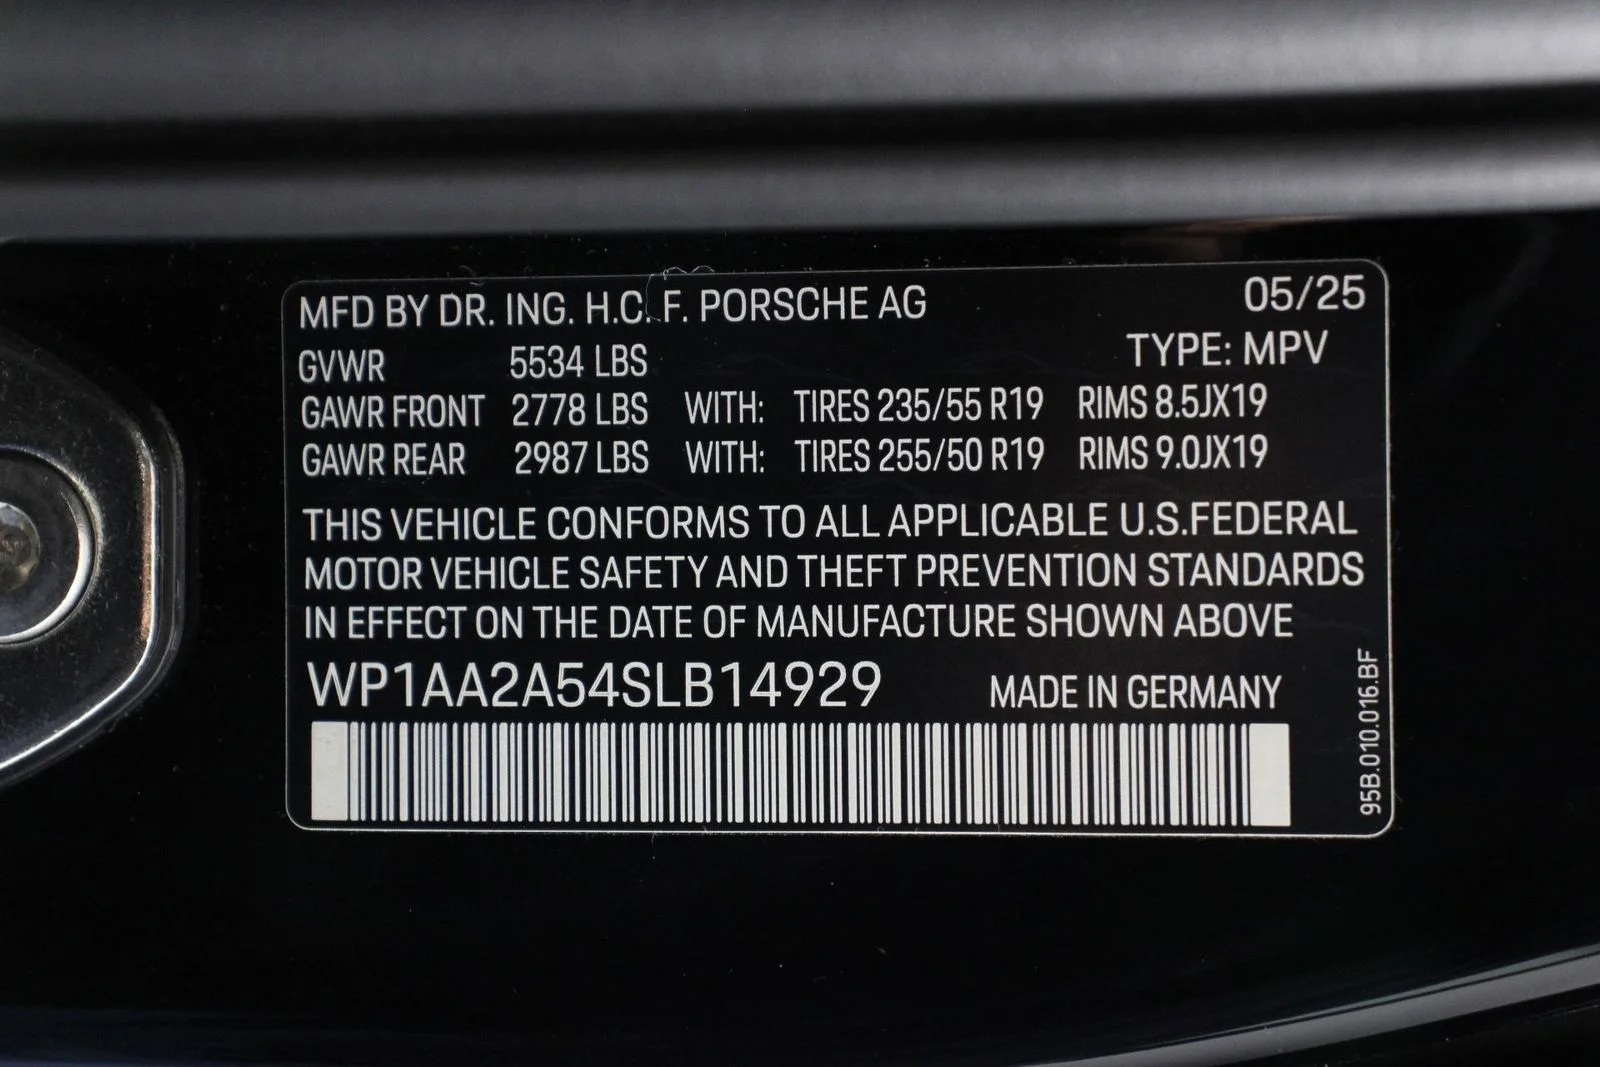 MFD BY DR. ING. H.C. F. PORSCHE AG 05/25
TYPE: MPV
GVWR 5534 LBS
GAWR FRONT 2778 LBS WITH: TIRES 235/55 R19 RIMS 8.5JX19
GAWR REAR 2987 LBS WITH: TIRES 255/50 R19 RIMS 9.0JX19
THIS VEHICLE CONFORMS TO ALL APPLICABLE U.S.FEDERAL
MOTOR VEHICLE SAFETY AND THEFT PREVENTION STANDARDS
IN EFFECT ON THE DATE OF MANUFACTURE SHOWN ABOVE
WP1AA2A54SLB14929 MADE IN GERMANY
95B.010.016.BF